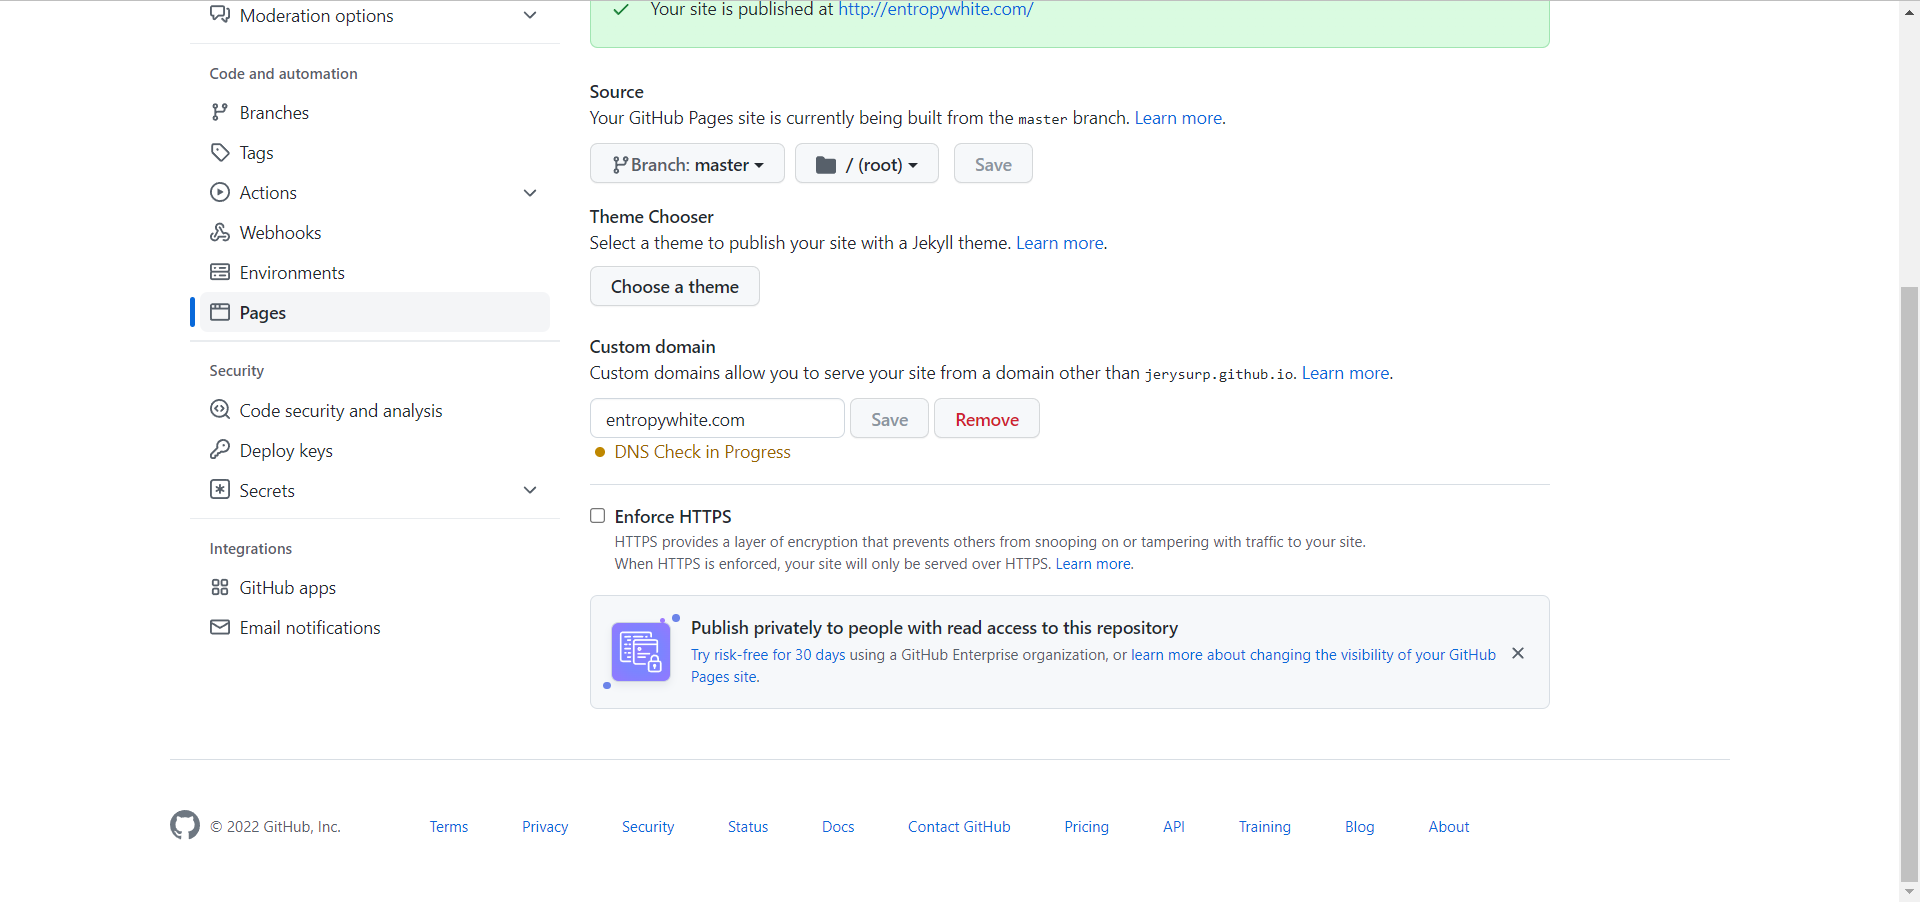 Moderation options
Code and automation
Branches
Tags
Actions
Webhooks
Environments
Pages
Security
Code security and analysis
Deploy keys
Secrets
Integrations
GitHub apps
Email notifications
Your site is published at http://entropywhite.com/
Source
Your GitHub Pages site is currently being built from the master branch. Learn more.
Branch: master / (root) Save
Theme Chooser
Select a theme to publish your site with a Jekyll theme. Learn more.
Choose a theme
Custom domain
Custom domains allow you to serve your site from a domain other than jerysurp.github.io. Learn more.
entropywhite.com Save Remove
DNS Check in Progress
Enforce HTTPS
HTTPS provides a layer of encryption that prevents others from snooping on or tampering with traffic to your site.
When HTTPS is enforced, your site will only be served over HTTPS. Learn more.
Publish privately to people with read access to this repository
Try risk-free for 30 days using a GitHub Enterprise organization, or learn more about changing the visibility of your GitHub
Pages site.
© 2022 GitHub, Inc. Terms Privacy Security Status Docs Contact GitHub Pricing API Training Blog About